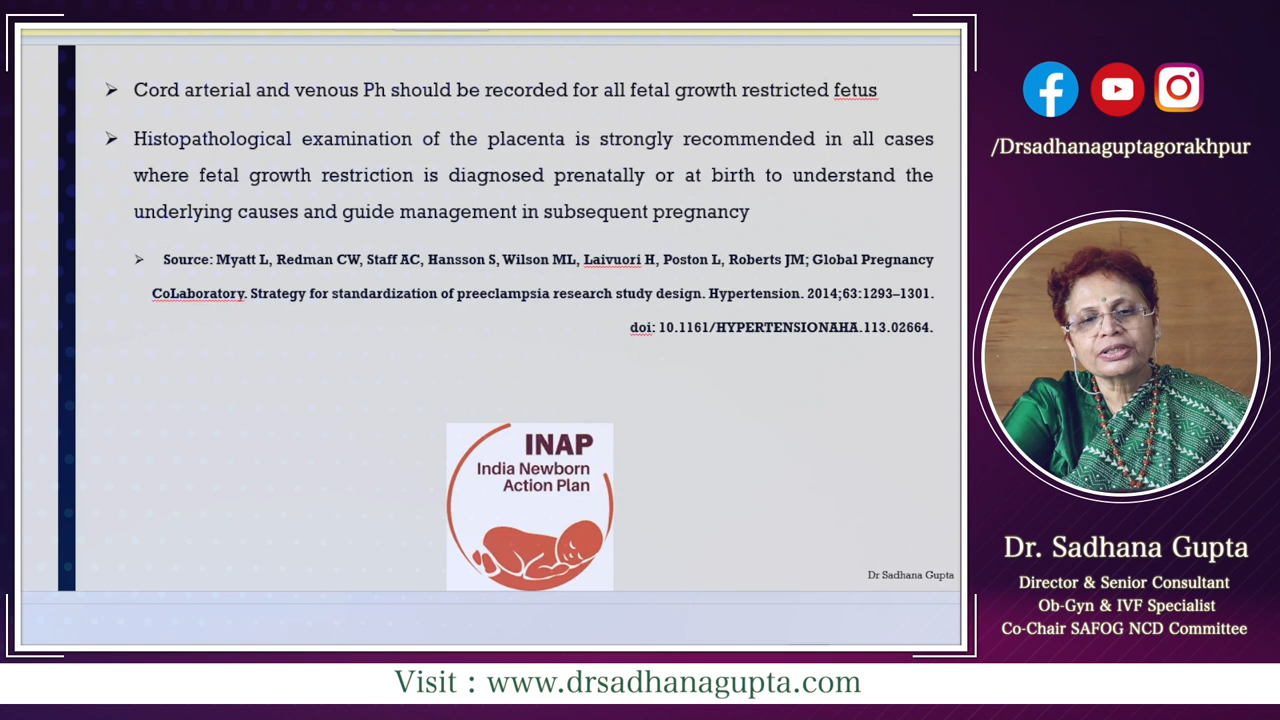 Cord arterial and venous Ph should be recorded for all fetal growth restricted fetus
Histopathological examination of the placenta is strongly recommended in all cases
where fetal growth restriction is diagnosed prenatally or at birth to understand the
underlying causes and guide management in subsequent pregnancy
Source: Myatt L, Redman CW, Staff AC, Hansson S, Wilson ML, Laivuori H, Poston L, Roberts JM; Global Pregnancy
CoLaboratory. Strategy for standardization of preeclampsia research study design. Hypertension. 2014;63:1293–1301.
doi: 10.1161/HYPERTENSIONAHA.113.02664.
INAP
India Newborn
Action Plan
Dr Sadhana Gupta
/Drsadhanaguptagorakhpur
Dr. Sadhana Gupta
Director & Senior Consultant
Ob-Gyn & IVF Specialist
Co-Chair SAFOG NCD Committee
Visit : www.drsadhanagupta.com